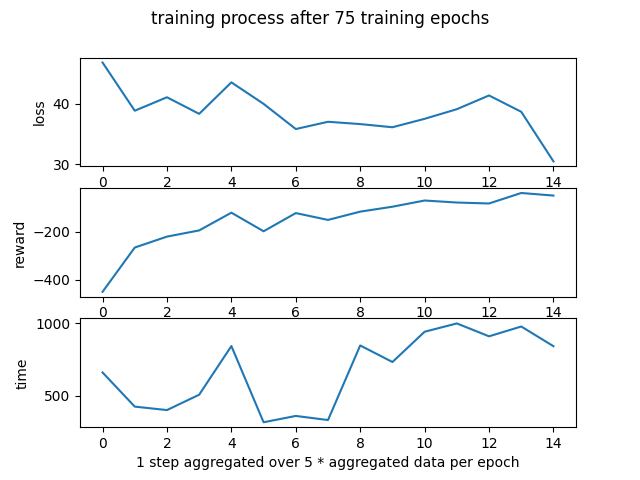 training process after 75 training epochs
loss
40
30
0 2 4 6 8 10 12 14
reward
−200
−400
0 2 4 6 8 10 12 14
time
1000
500
0 2 4 6 8 10 12 14
1 step aggregated over 5 * aggregated data per epoch